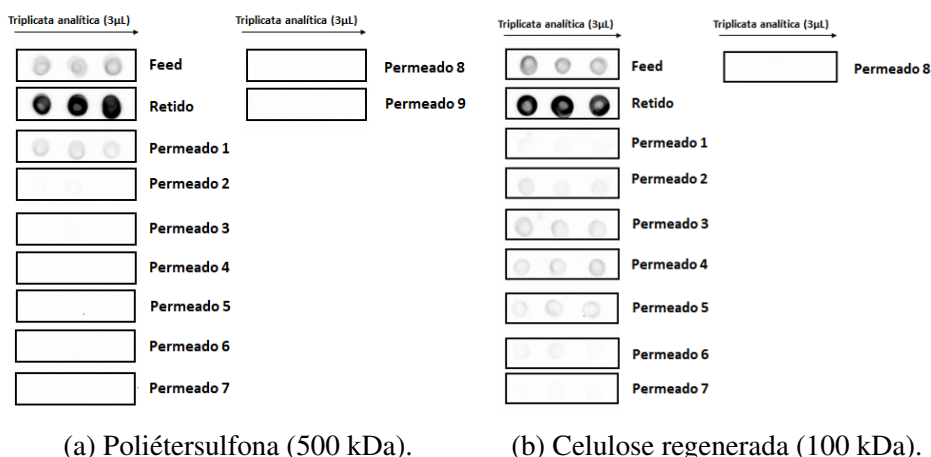 Triplicata analítica (3µL)
Feed
Retido
Permeado 1
Permeado 2
Permeado 3
Permeado 4
Permeado 5
Permeado 6
Permeado 7
Triplicata analítica (3µL)
Permeado 8
Permeado 9
(a) Poliétersulfona (500 kDa).
Triplicata analítica (3µL)
Feed
Retido
Permeado 1
Permeado 2
Permeado 3
Permeado 4
Permeado 5
Permeado 6
Permeado 7
Triplicata analítica (3µL)
Permeado 8
(b) Celulose regenerada (100 kDa).